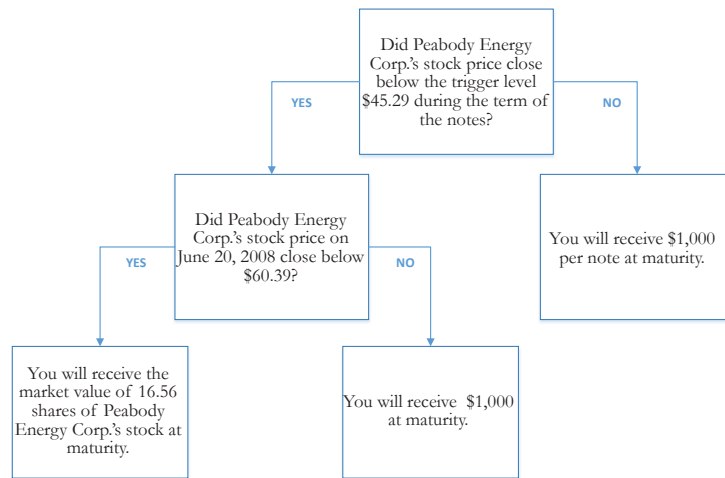 Did Peabody Energy
Corp.'s stock price close
below the trigger level
$45.29 during the term of
the notes?
YES
NO
Did Peabody Energy
Corp.'s stock price on
June 20, 2008 close below
$60.39?
You will receive $1,000
per note at maturity.
YES
NO
You will receive the
market value of 16.56
shares of Peabody
Energy Corp.'s stock at
maturity.
You will receive $1,000
at maturity.